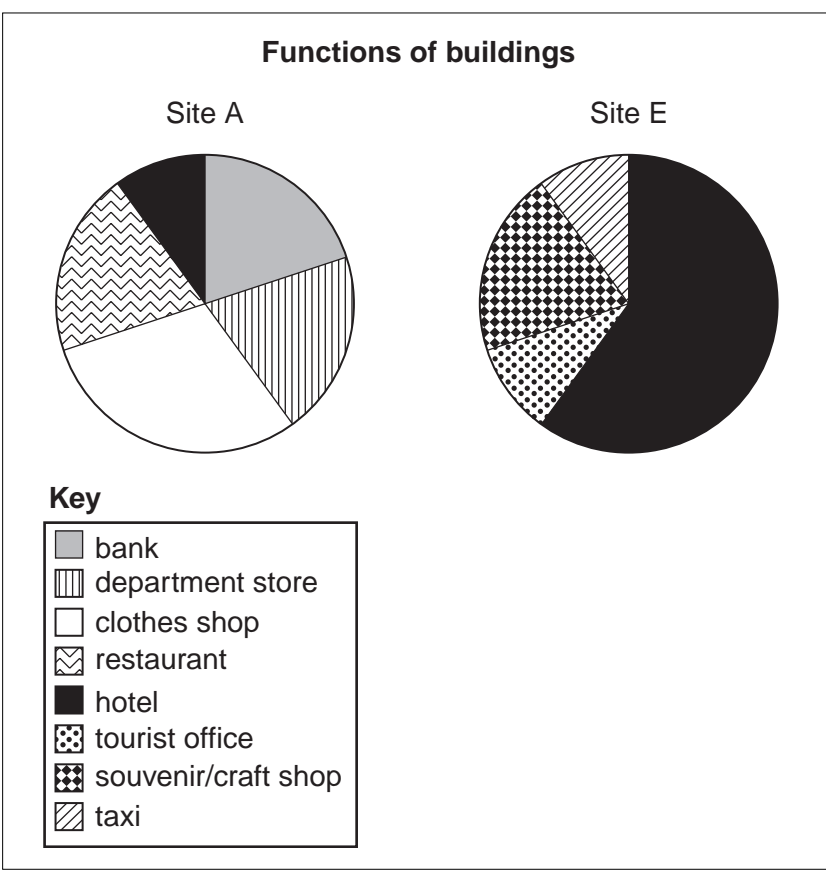 Functions of buildings
Site A
Site E
Key
bank
department store
clothes shop
restaurant
hotel
tourist office
souvenir/craft shop
taxi